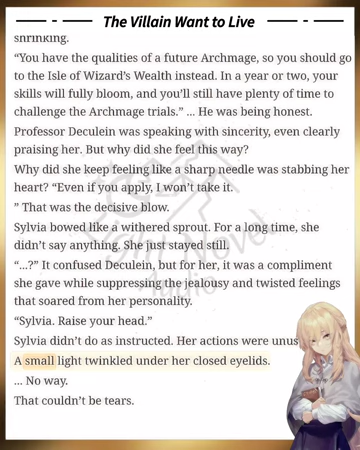 The Villain Want to Live
shrinking.
“You have the qualities of a future Archmage, so you should go
to the Isle of Wizard’s Wealth instead. In a year or two, your
skills will fully bloom, and you’ll still have plenty of time to
challenge the Archmage trials.” ... He was being honest.
Professor Deculein was speaking with sincerity, even clearly
praising her. But why did she feel this way?
Why did she keep feeling like a sharp needle was stabbing her
heart? “Even if you apply, I won’t take it.
” That was the decisive blow.
Sylvia bowed like a withered sprout. For a long time, she
didn’t say anything. She just stayed still.
“...?” It confused Deculein, but for her, it was a compliment
she gave while suppressing the jealousy and twisted feelings
that soared from her personality.
“Sylvia. Raise your head.”
Sylvia didn’t do as instructed. Her actions were unus
A small light twinkled under her closed eyelids.
... No way.
That couldn’t be tears.